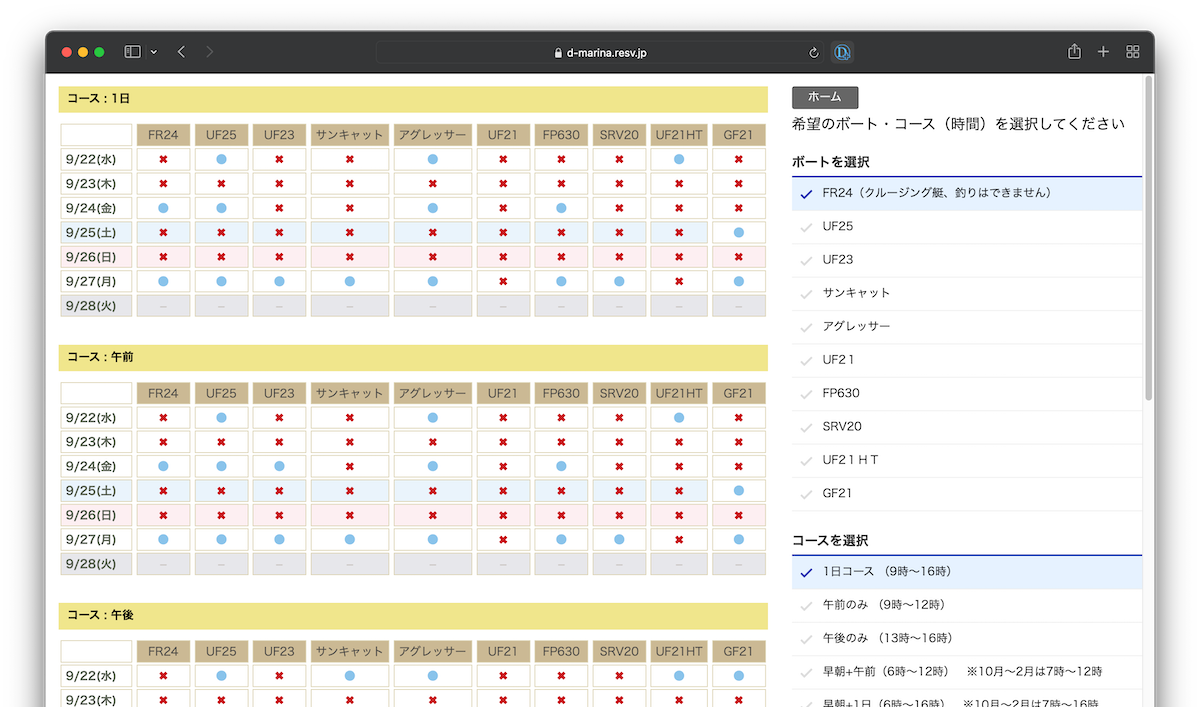 d-marina.resv.jp
コース : 1日
FR24 UF25 UF23 サンキャット アグレッサー UF21 FP630 SRV20 UF21HT GF21
9/22(水) ✖ ● ✖ ✖ ● ✖ ✖ ✖ ● ✖
9/23(木) ✖ ✖ ✖ ✖ ✖ ✖ ✖ ✖ ✖ ✖
9/24(金) ● ● ✖ ✖ ● ✖ ● ✖ ✖ ✖
9/25(土) ✖ ✖ ✖ ✖ ✖ ✖ ✖ ✖ ✖ ●
9/26(日) ✖ ✖ ✖ ✖ ✖ ✖ ✖ ✖ ✖ ✖
9/27(月) ● ● ● ● ● ✖ ● ● ✖ ●
9/28(火) – – – – – – – – – –
コース : 午前
FR24 UF25 UF23 サンキャット アグレッサー UF21 FP630 SRV20 UF21HT GF21
9/22(水) ✖ ● ✖ ✖ ● ✖ ✖ ✖ ● ✖
9/23(木) ✖ ✖ ✖ ✖ ✖ ✖ ✖ ✖ ✖ ✖
9/24(金) ● ● ● ✖ ● ✖ ● ✖ ✖ ✖
9/25(土) ✖ ✖ ✖ ✖ ✖ ✖ ✖ ✖ ✖ ●
9/26(日) ✖ ✖ ✖ ✖ ✖ ✖ ✖ ✖ ✖ ✖
9/27(月) ● ● ● ● ● ✖ ● ● ✖ ●
9/28(火) – – – – – – – – – –
コース : 午後
FR24 UF25 UF23 サンキャット アグレッサー UF21 FP630 SRV20 UF21HT GF21
9/22(水) ✖ ● ✖ ● ● ✖ ✖ ✖ ● ●
9/23(木) ✖ ✖ ✖ ✖ ✖ ✖ ✖ ✖ ✖ ✖
ホーム
希望のボート・コース（時間）を選択してください
ボートを選択
FR24（クルージング艇、釣りはできません）
UF25
UF23
サンキャット
アグレッサー
UF２１
FP630
SRV20
UF２１ＨＴ
GF21
コースを選択
1日コース （9時〜16時）
午前のみ （9時〜12時）
午後のみ （13時〜16時）
早朝+午前（6時〜12時） ※10月〜2月は7時〜12時
早朝+1日（6時〜16時） ※10月〜2月は7時〜16時